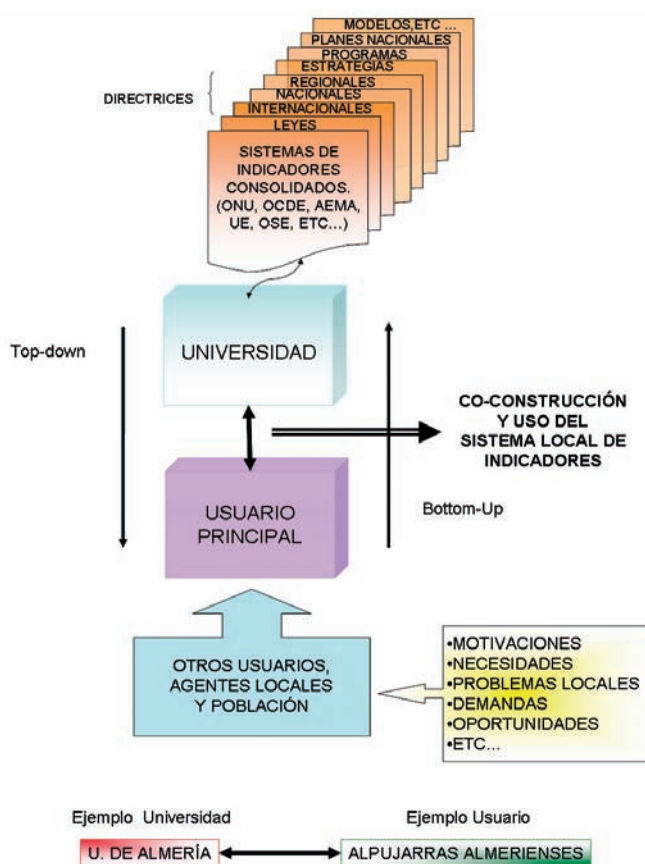 MODELOS,ETC ...
PLANES NACIONALES
PROGRAMAS
ESTRATEGIAS
REGIONALES
NACIONALES
INTERNACIONALES
LEYES
DIRECTRICES
SISTEMAS DE
INDICADORES
CONSOLIDADOS.
(ONU, OCDE, AEMA,
UE, OSE, ETC...)
UNIVERSIDAD
Top-down
CO-CONSTRUCCIÓN
Y USO DEL
SISTEMA LOCAL DE
INDICADORES
USUARIO
PRINCIPAL
Bottom-Up
OTROS USUARIOS,
AGENTES LOCALES
Y POBLACIÓN
•MOTIVACIONES
•NECESIDADES
•PROBLEMAS LOCALES
•DEMANDAS
•OPORTUNIDADES
•ETC...
Ejemplo Universidad
Ejemplo Usuario
U. DE ALMERÍA
ALPUJARRAS ALMERIENSES